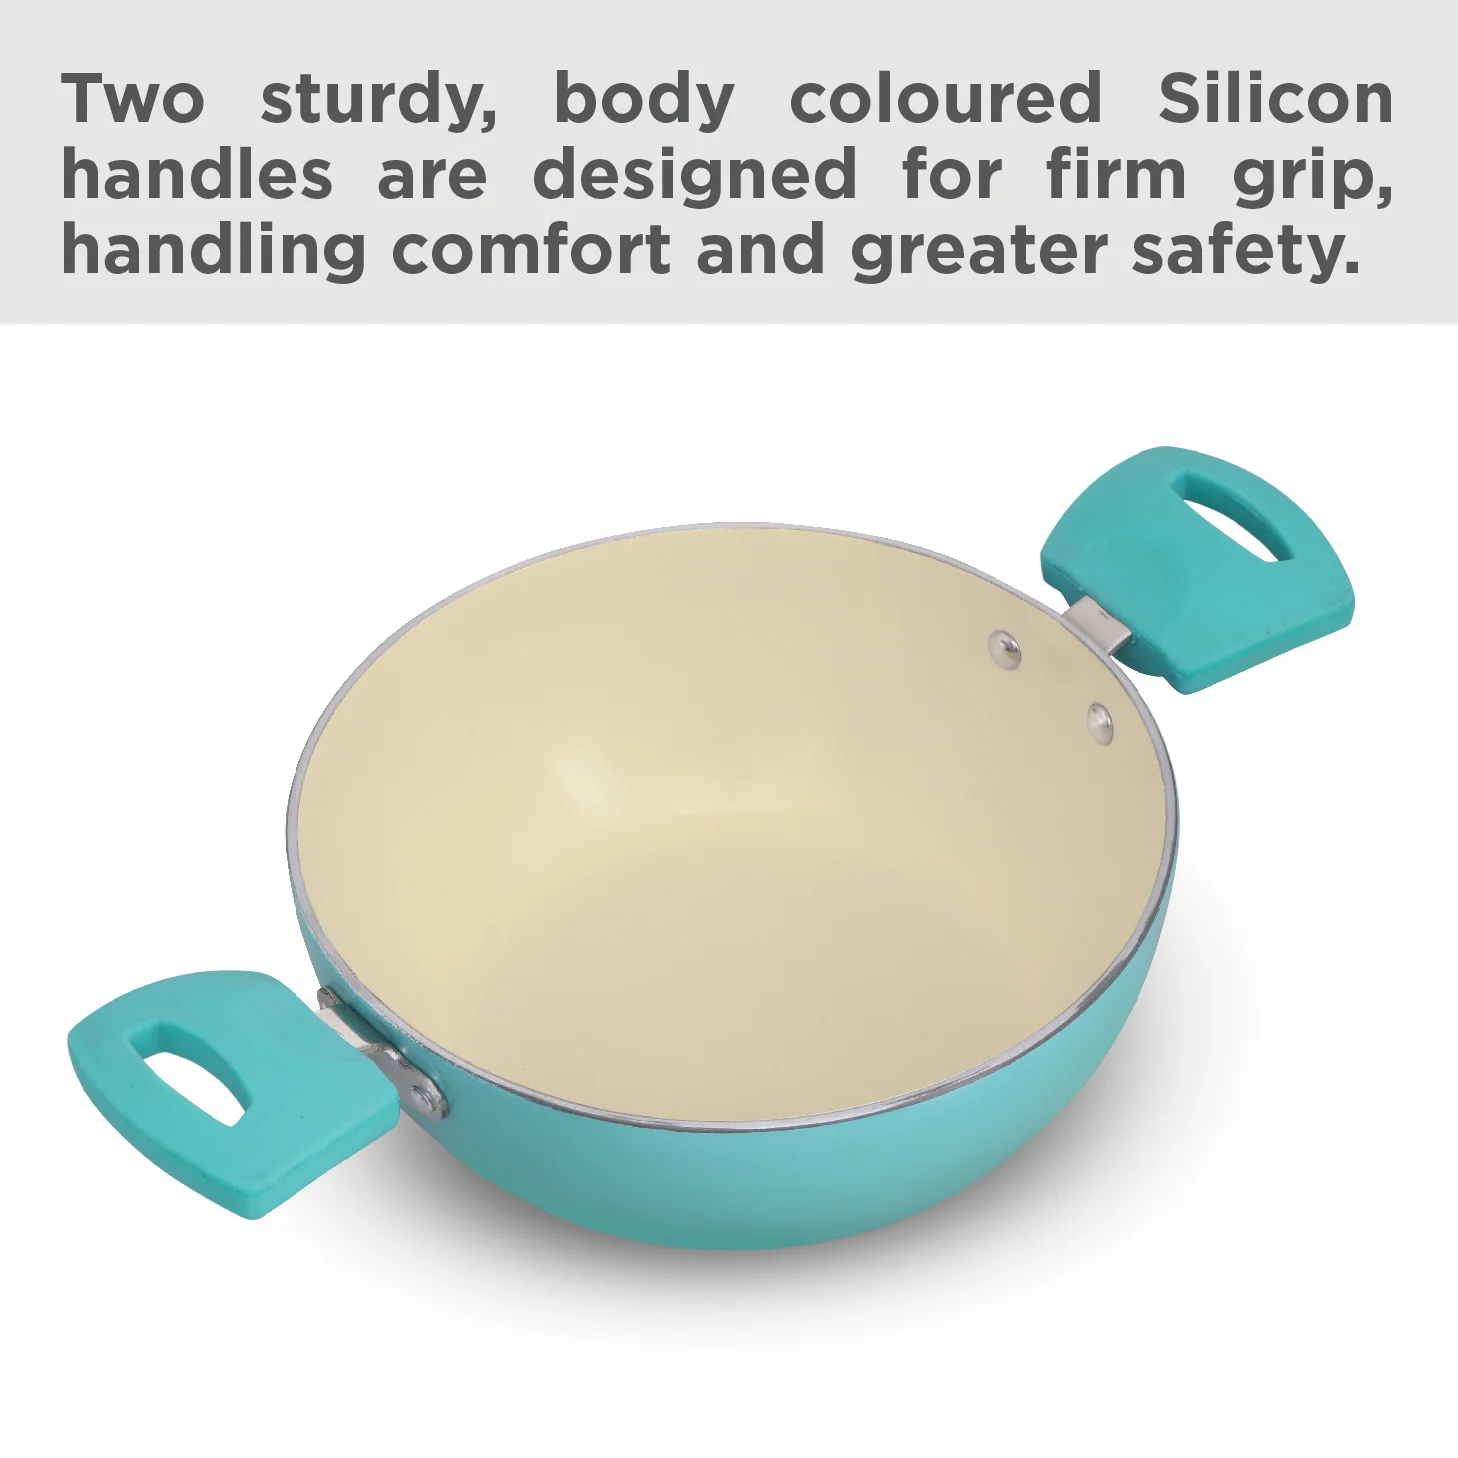 Two sturdy, body coloured Silicon
handles are designed for firm grip,
handling comfort and greater safety.